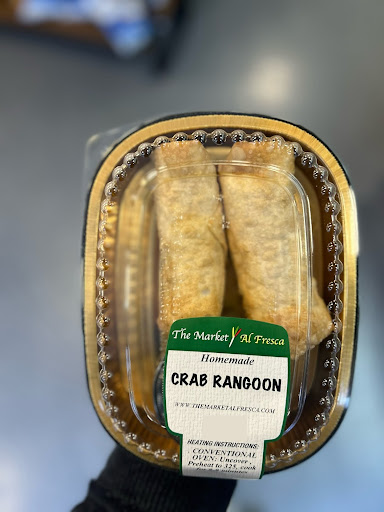 The Market Al Fresca
Homemade
CRAB RANGOON
WWW.THEMARKETALFRESCA.COM
HEATING INSTRUCTIONS:
. CONVENTIONAL
OVEN: Uncover ,
Preheat to 325, cook